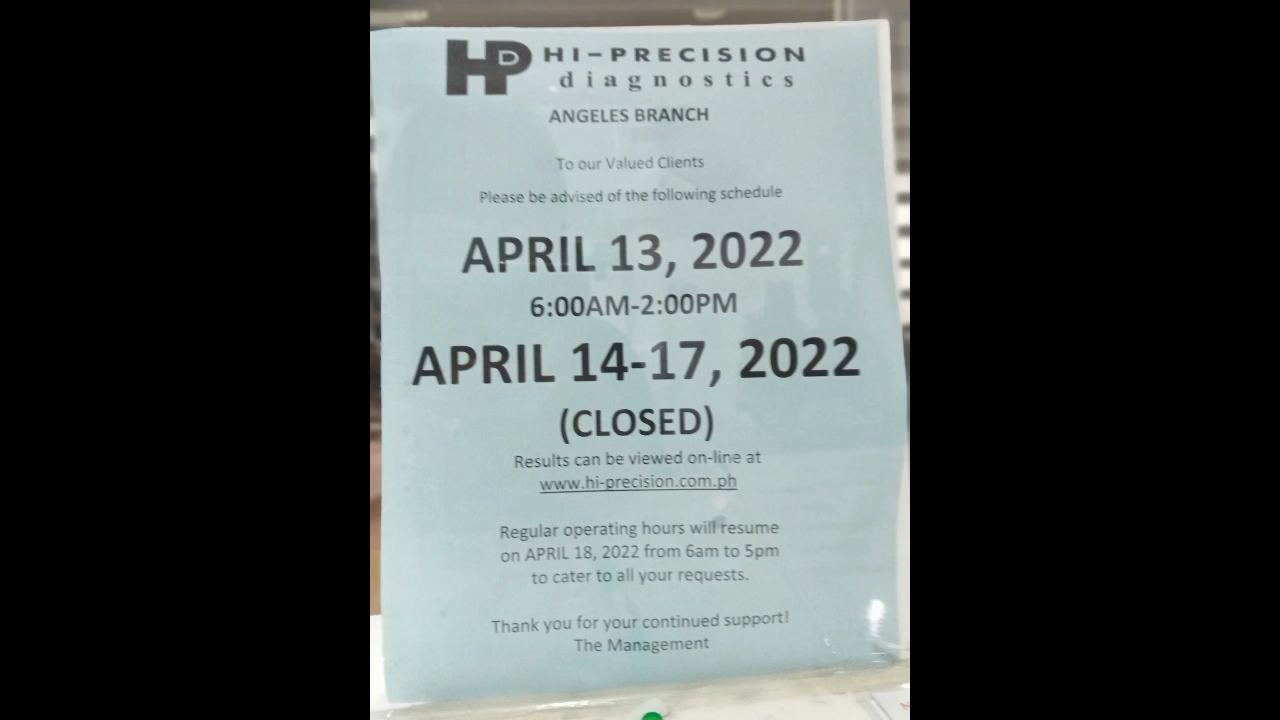 HD HI-PRECISION
diagnostics
ANGELES BRANCH
To our Valued Clients
Please be advised of the following schedule
APRIL 13, 2022
6:00AM-2:00PM
APRIL 14-17, 2022
(CLOSED)
Results can be viewed on-line at
www.hi-precision.com.ph
Regular operating hours will resume
on APRIL 18, 2022 from 6am to 5pm
to cater to all your requests.
Thank you for your continued support!
The Management